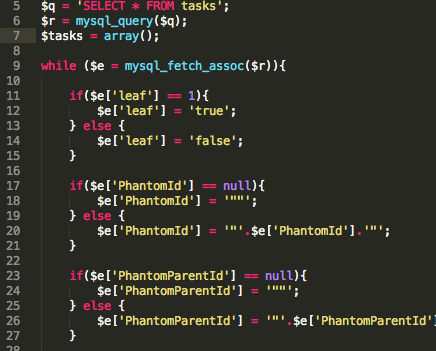 5 $q = 'SELECT * FROM tasks';
6 $r = mysql_query($q);
7 $tasks = array();
8
9 while ($e = mysql_fetch_assoc($r)){
10
11 if($e['leaf'] == 1){
12 $e['leaf'] = 'true';
13 } else {
14 $e['leaf'] = 'false';
15 }
16
17 if($e['PhantomId'] == null){
18 $e['PhantomId'] = '""';
19 } else {
20 $e['PhantomId'] = '"'.$e['PhantomId'].'"';
21 }
22
23 if($e['PhantomParentId'] == null){
24 $e['PhantomParentId'] = '""';
25 } else {
26 $e['PhantomParentId'] = '"'.$e['PhantomParentId']
27 }
28